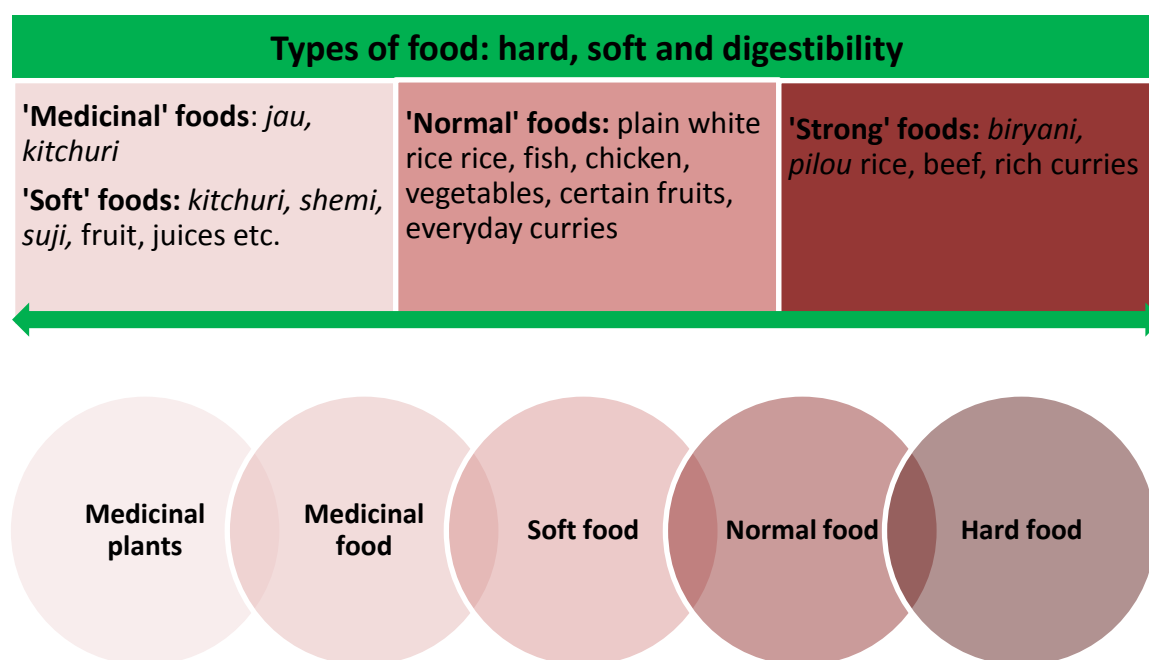 Types of food: hard, soft and digestibility
'Medicinal' foods: jau,
kitchuri
'Soft' foods: kitchuri, shemi,
suji, fruit, juices etc.
'Normal' foods: plain white
rice rice, fish, chicken,
vegetables, certain fruits,
everyday curries
'Strong' foods: biryani,
pilou rice, beef, rich curries
Medicinal
plants
Medicinal
food
Soft food
Normal food
Hard food